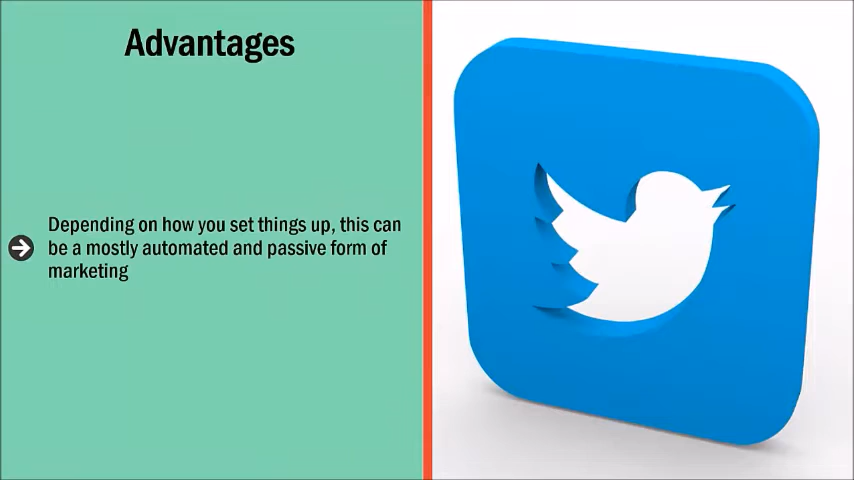 Advantages
Depending on how you set things up, this can
be a mostly automated and passive form of
marketing